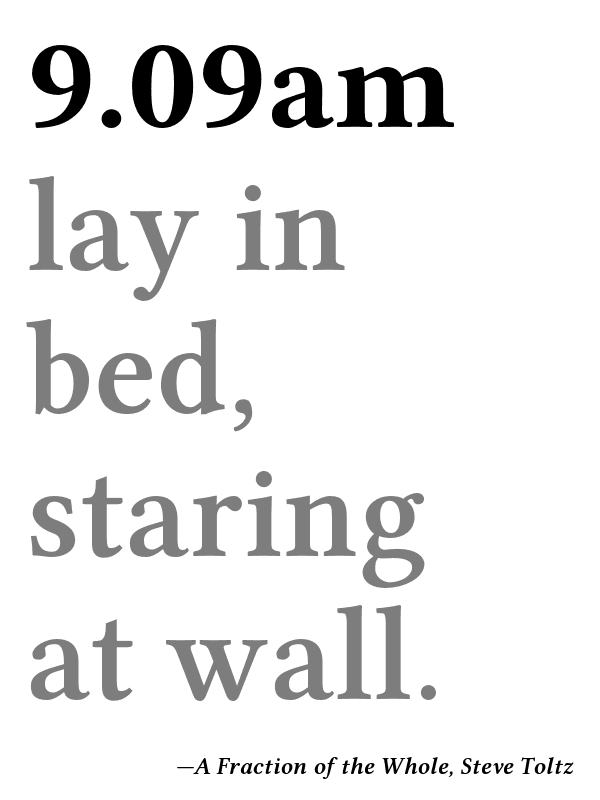 9.09am
lay in
bed,
staring
at wall.
—A Fraction of the Whole, Steve Toltz